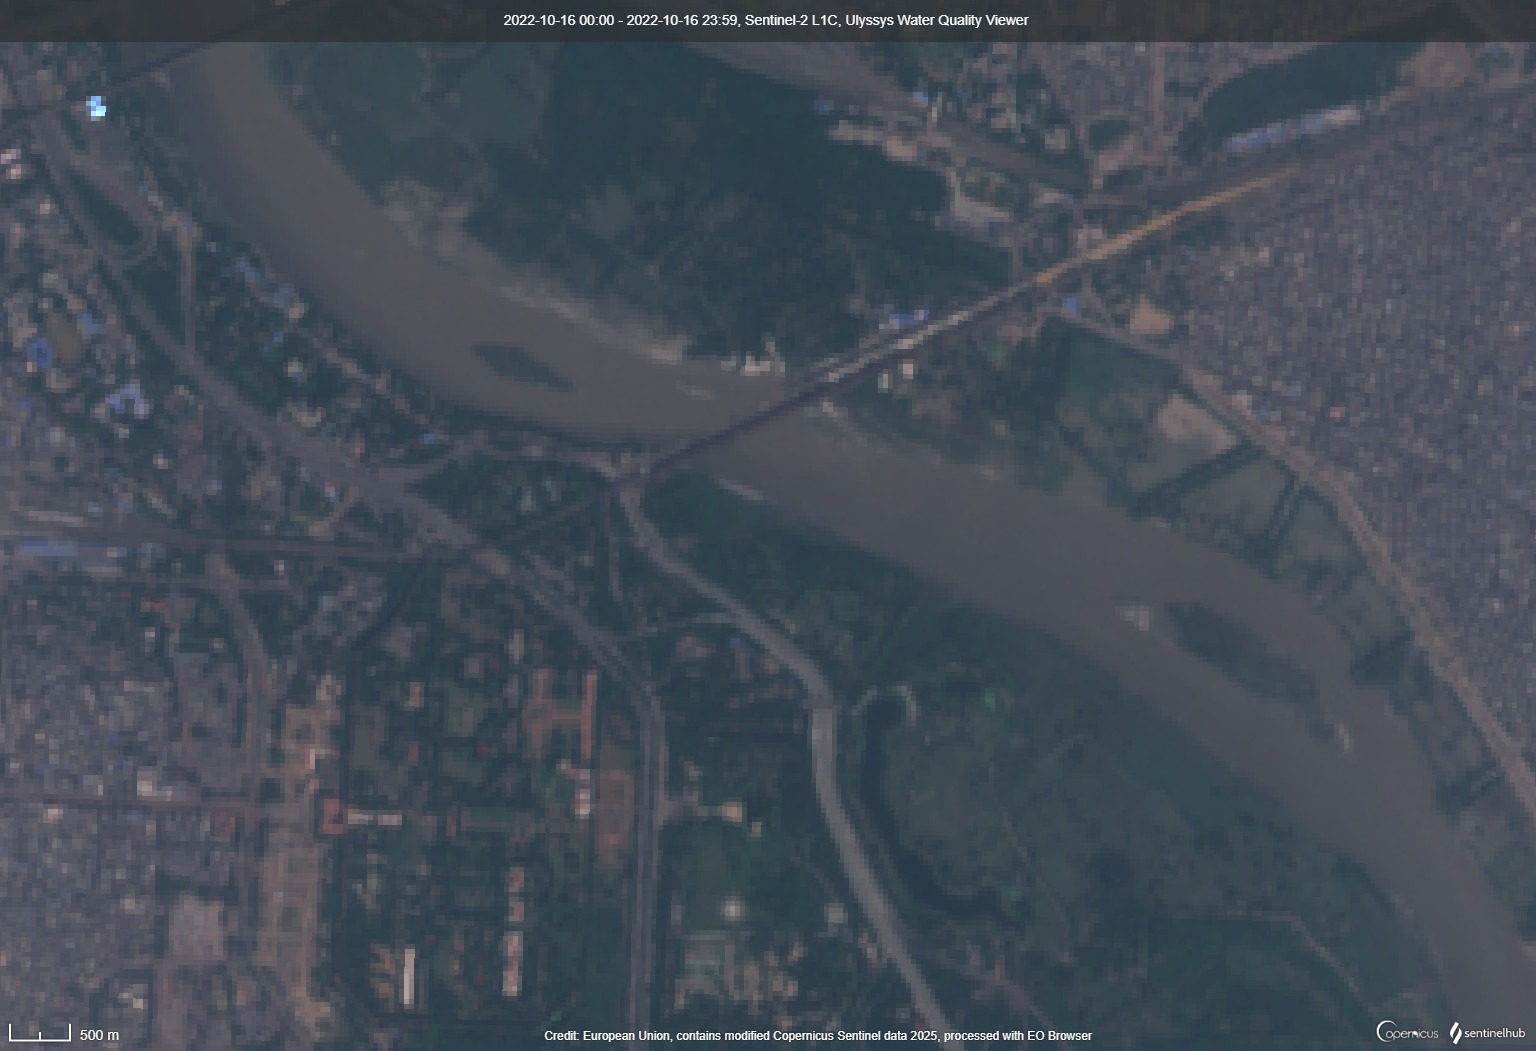 2022-10-16 00:00 - 2022-10-16 23:59, Sentinel-2 L1C, Ulyssys Water Quality Viewer
500 m
Credit: European Union, contains modified Copernicus Sentinel data 2025, processed with EO Browser
Copernicus
sentinelhub